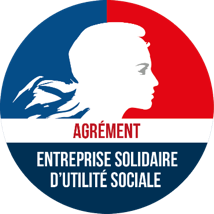 AGRÉMENT
ENTREPRISE SOLIDAIRE
D'UTILITÉ SOCIALE